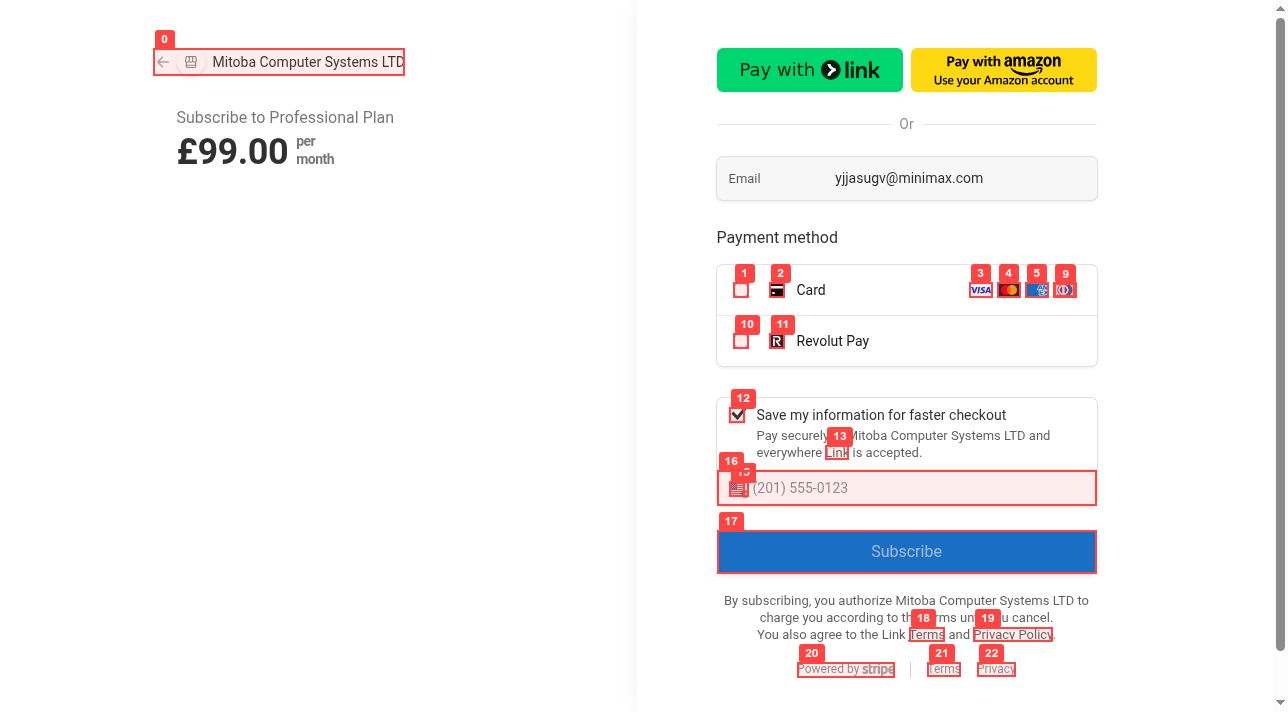 0
Mitoba Computer Systems LTD
Subscribe to Professional Plan
£99.00 per
month
Pay with link
Pay with amazon
Use your Amazon account
Or
Email yjjasugv@minimax.com
Payment method
1 2 3 4 5 9
Card VISA
10 11
Revolut Pay
12
Save my information for faster checkout
Pay securely 13 Mitoba Computer Systems LTD and
everywhere Link is accepted.
16
15
(201) 555-0123
17
Subscribe
By subscribing, you authorize Mitoba Computer Systems LTD to
charge you according to the 18 terms until 19 you cancel.
You also agree to the Link Terms and Privacy Policy.
20 21 22
Powered by stripe Terms Privacy